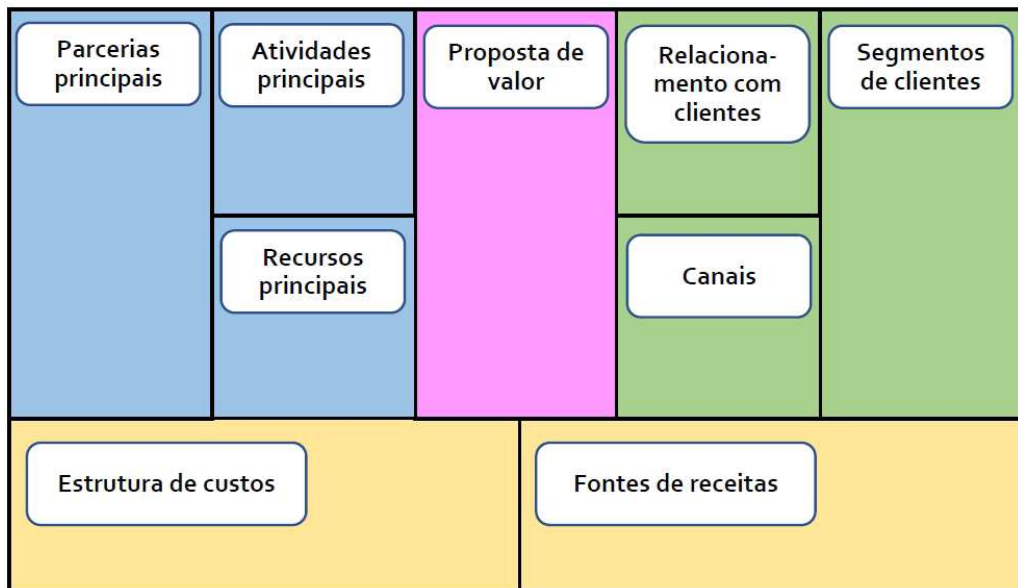 Parcerias
principais
Atividades
principais
Proposta de
valor
Relaciona-
mento com
clientes
Segmentos
de clientes
Recursos
principais
Canais
Estrutura de custos
Fontes de receitas